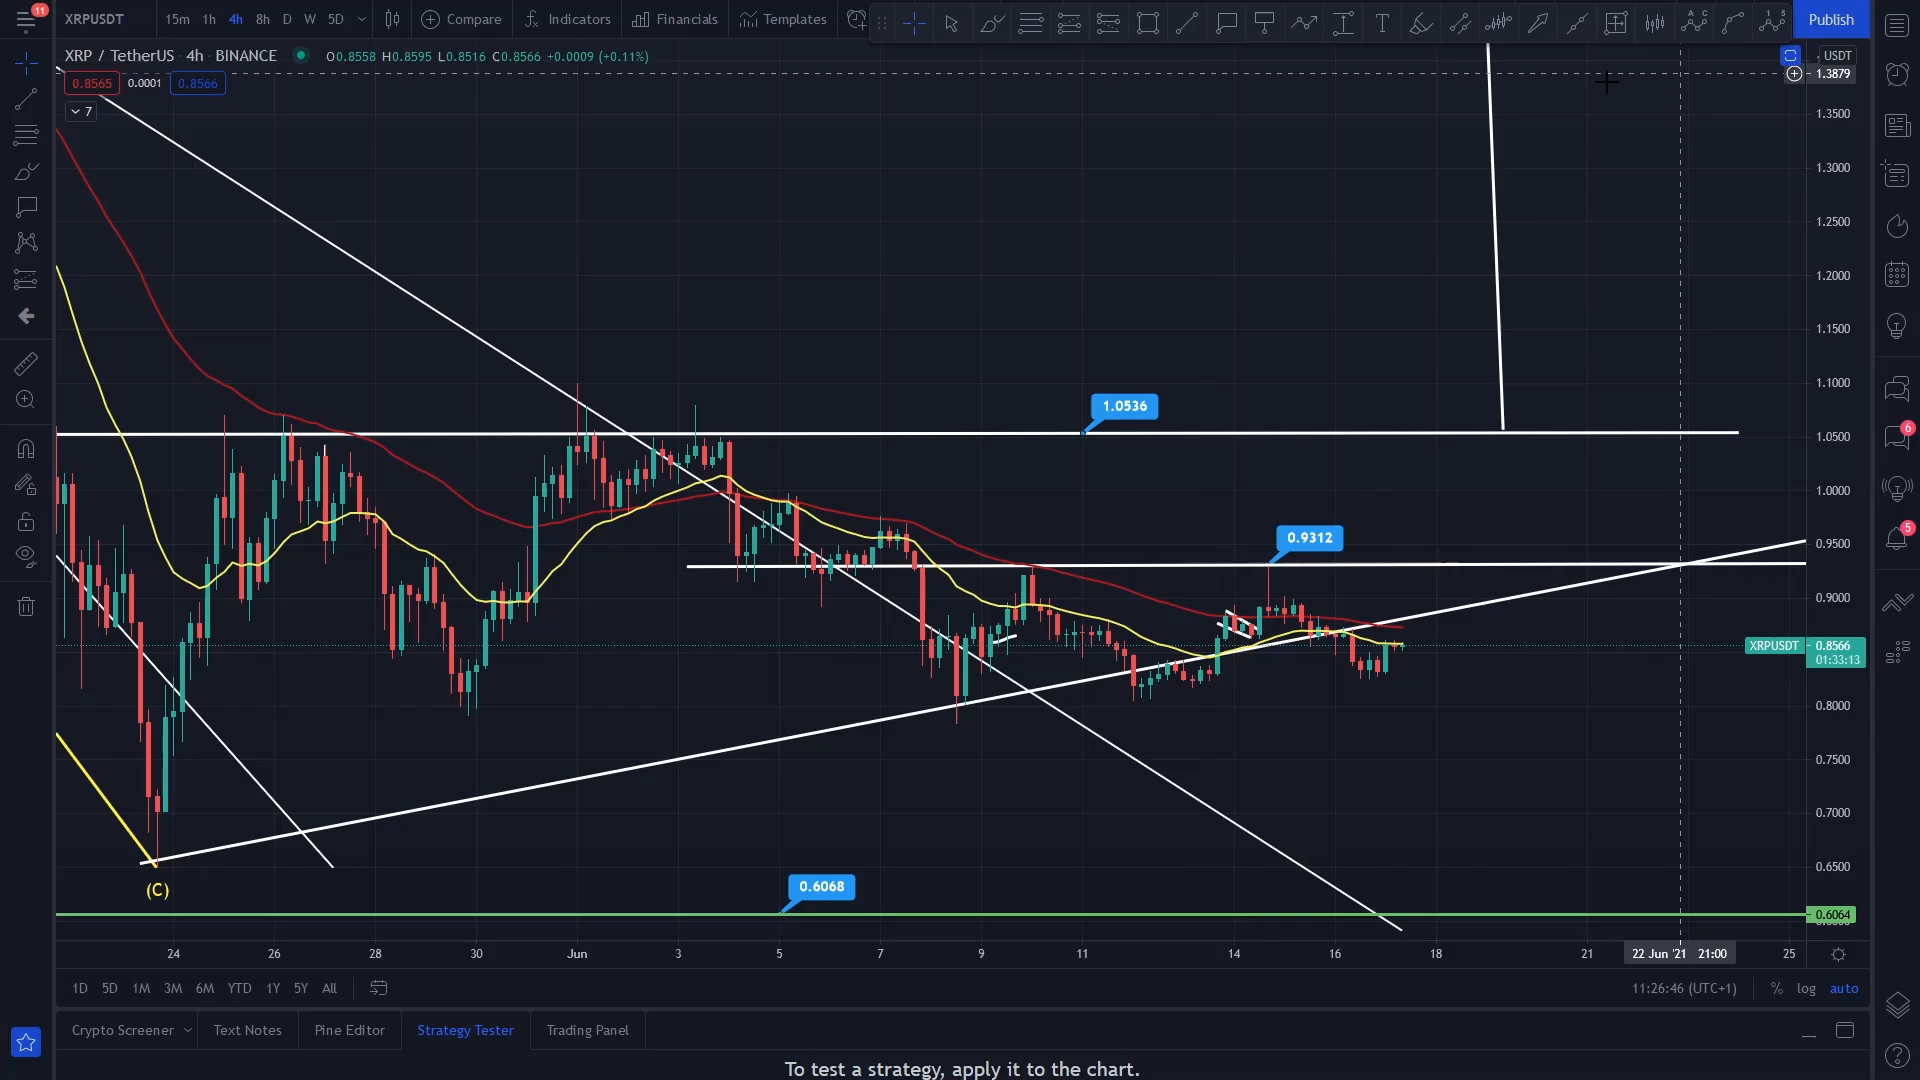 11
XRPUSDT 15m 1h 4h 8h D W 5D Compare Indicators Financials Templates Publish
XRP / TetherUS · 4h · BINANCE O0.8558 H0.8595 L0.8516 C0.8566 +0.0009 (+0.11%)
USDT
0.8565 0.0001 0.8566
7
1.3879
1.3500
1.3000
1.2500
1.2000
1.1500
1.1000
1.0536
1.0500
1.0000
0.9500
0.9312
0.9000
XRPUSDT 0.8566
01:33:13
0.8000
0.7500
0.7000
0.6500
(C)
0.6068
0.6064
6
5
24 26 28 30 Jun 3 5 7 9 11 14 16 18 21 22 Jun '21 21:00 25
1D 5D 1M 3M 6M YTD 1Y 5Y All 11:26:46 (UTC+1) % log auto
Crypto Screener Text Notes Pine Editor Strategy Tester Trading Panel
To test a strategy, apply it to the chart.